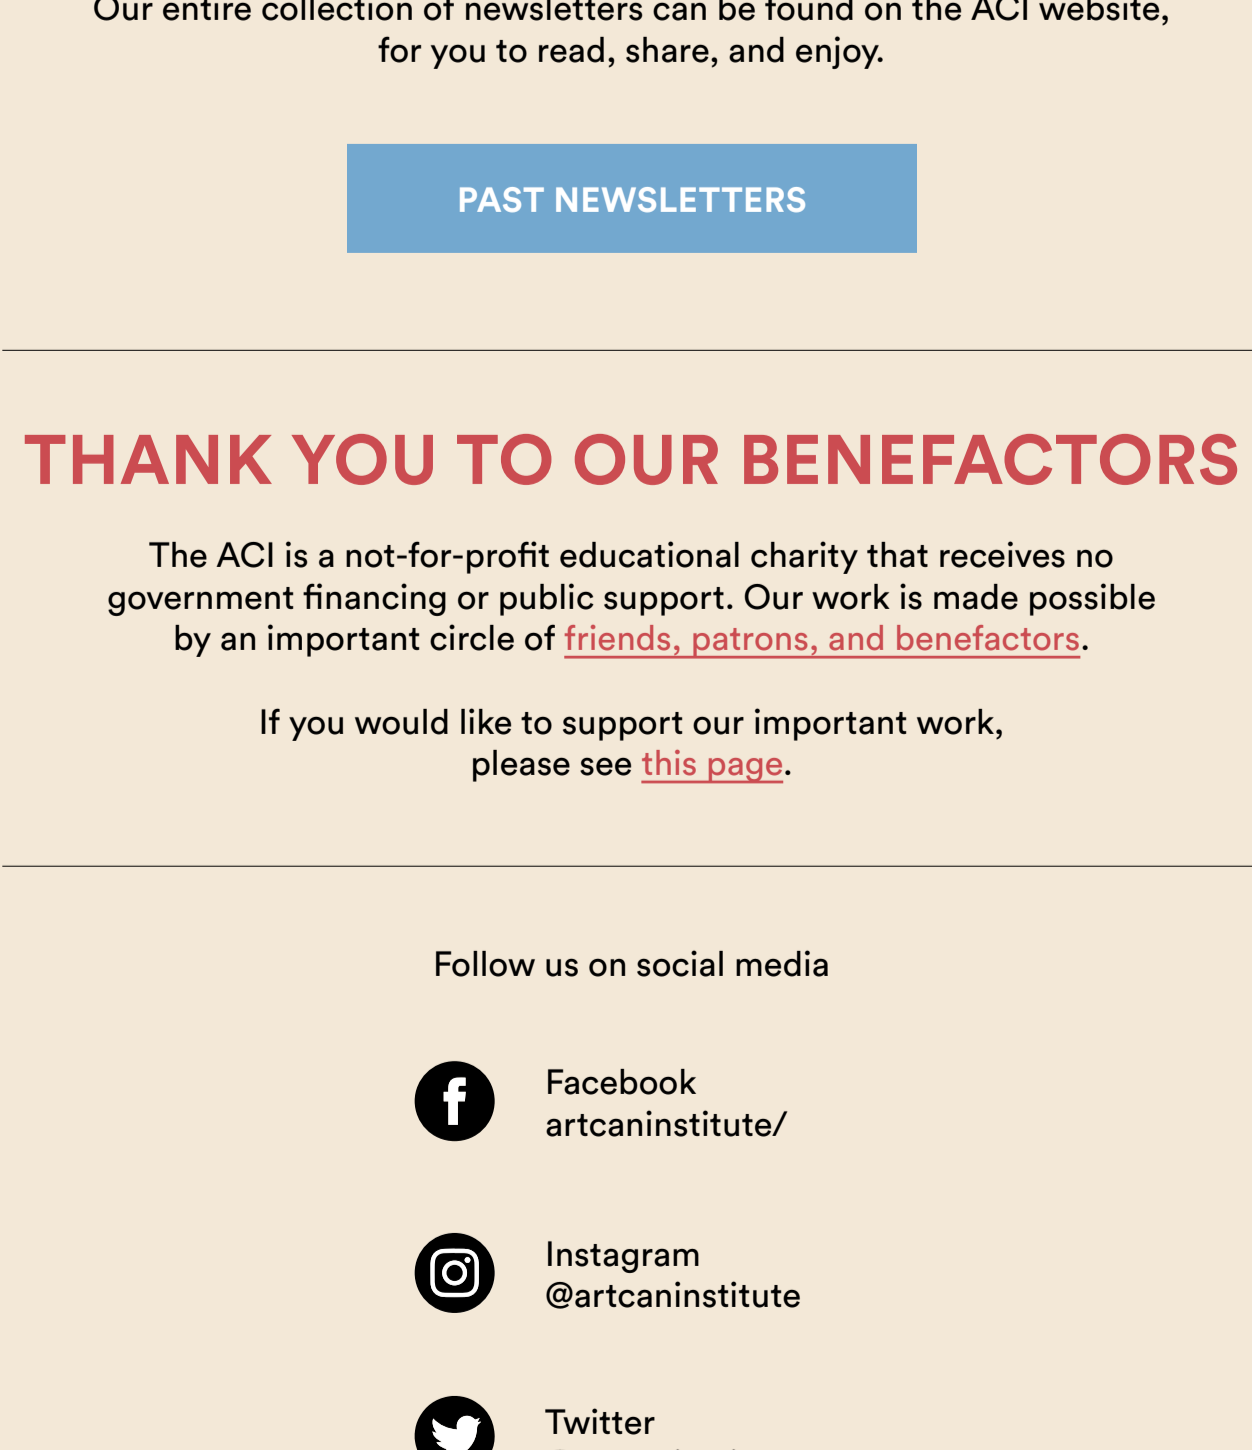 Our entire collection of newsletters can be found on the ACI website,
for you to read, share, and enjoy.
PAST NEWSLETTERS
THANK YOU TO OUR BENEFACTORS
The ACI is a not-for-profit educational charity that receives no
government financing or public support. Our work is made possible
by an important circle of friends, patrons, and benefactors.
If you would like to support our important work,
please see this page.
Follow us on social media
Facebook
artcaninstitute/
Instagram
@artcaninstitute
Twitter